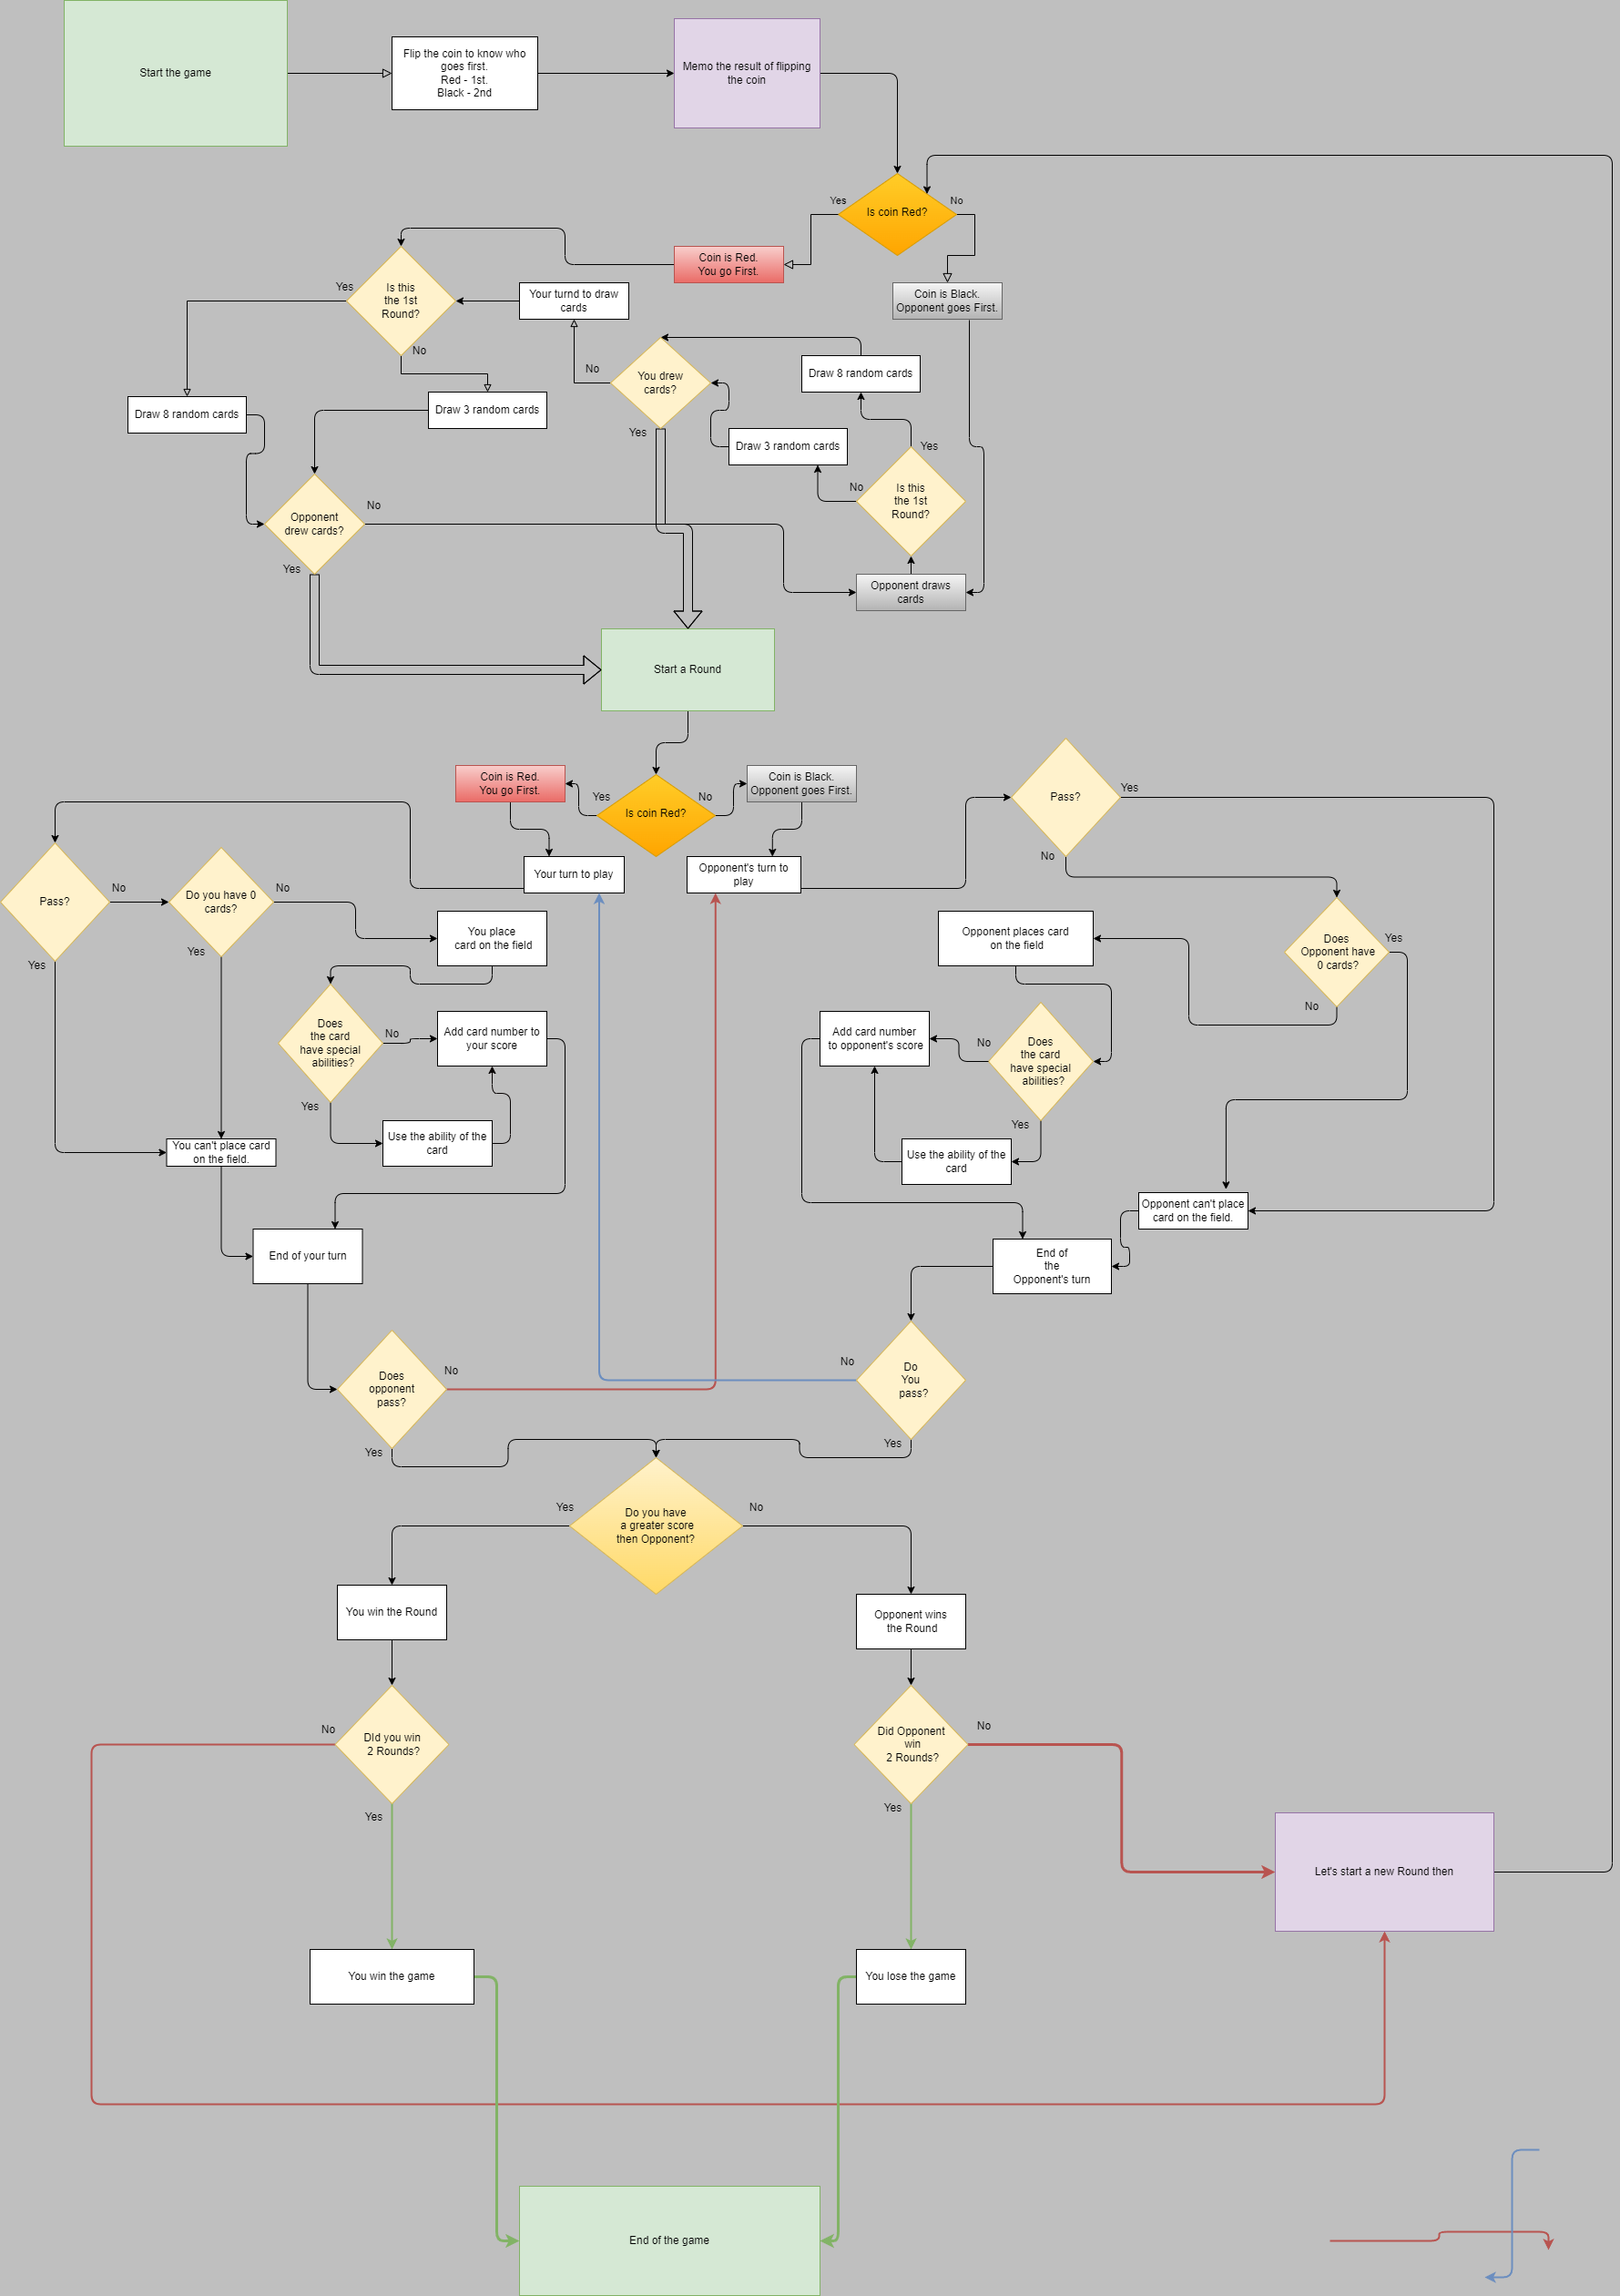 Start the game
Flip the coin to know who
goes first.
Red - 1st.
Black - 2nd
Memo the result of flipping
the coin
Is coin Red?
Yes
No
Coin is Red.
You go First.
Coin is Black.
Opponent goes First.
Is this
the 1st
Round?
Yes
No
Your turnd to draw
cards
Draw 8 random cards
Draw 3 random cards
You drew
cards?
No
Yes
Draw 8 random cards
Draw 3 random cards
Yes
No
Is this
the 1st
Round?
Opponent
drew cards?
No
Yes
Opponent draws
cards
Start a Round
Coin is Red.
You go First.
Yes
Is coin Red?
No
Coin is Black.
Opponent goes First.
Your turn to play
Opponent's turn to
play
Pass?
Yes
No
Pass?
No
Yes
Do you have 0
cards?
No
Yes
You place
card on the field
Opponent places card
on the field
Does
Opponent have
0 cards?
Yes
No
Does
the card
have special
abilities?
No
Yes
Add card number to
your score
Use the ability of the
card
Add card number
to opponent's score
No
Does
the card
have special
abilities?
Yes
Use the ability of the
card
You can't place card
on the field.
Opponent can't place
card on the field.
End of your turn
End of
the
Opponent's turn
Does
opponent
pass?
No
Yes
Do
You
pass?
No
Yes
Do you have
a greater score
then Opponent?
Yes
No
You win the Round
Opponent wins
the Round
DId you win
2 Rounds?
No
Yes
Did Opponent
win
2 Rounds?
No
Yes
Let's start a new Round then
You win the game
You lose the game
End of the game